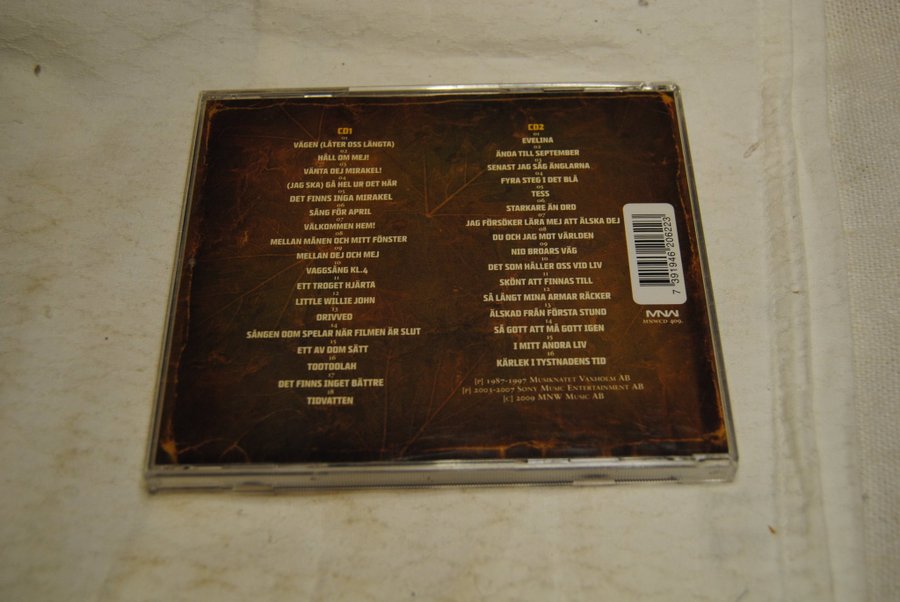 CD1
01
VÄGEN (LÅTER OSS LÄNGTA)
02
HÅLL OM MEJ!
03
VÄNTA DEJ MIRAKEL!
04
(JAG SKA) GÅ HEL UR DET HÄR
05
DET FINNS INGA MIRAKEL
06
SÅNG FÖR APRIL
07
VÄLKOMMEN HEM!
08
MELLAN MÅNEN OCH MITT FÖNSTER
09
MELLAN DEJ OCH MEJ
10
VAGGSÅNG KL.4
11
ETT TROGET HJÄRTA
12
LITTLE WILLIE JOHN
13
DRIVVED
14
SÅNGEN DOM SPELAR NÄR FILMEN ÄR SLUT
15
ETT AV DOM SÄTT
16
TOOTOOLAH
17
DET FINNS INGET BÄTTRE
18
TIDVATTEN
CD2
01
EVELINA
02
ÄNDA TILL SEPTEMBER
03
SENAST JAG SÅG ÄNGLARNA
04
FYRA STEG I DET BLÅ
05
TESS
06
STARKARE ÄN ORD
07
JAG FÖRSÖKER LÄRA MEJ ATT ÄLSKA DEJ
08
DU OCH JAG MOT VÄRLDEN
09
NIO BROARS VÄG
10
DET SOM HÅLLER OSS VID LIV
11
SKÖNT ATT FINNAS TILL
12
SÅ LÅNGT MINA ARMAR RÄCKER
13
ÄLSKAD FRÅN FÖRSTA STUND
14
SÅ GOTT ATT MÅ GOTT IGEN
15
I MITT ANDRA LIV
16
KÄRLEK I TYSTNADENS TID
[P] 1987-1997 MUSIKNÄTET VAXHOLM AB
[P] 2003-2007 SONY MUSIC ENTERTAINMENT AB
[C] 2009 MNW MUSIC AB
7 391946 206223
MNW
MNWCD 409.